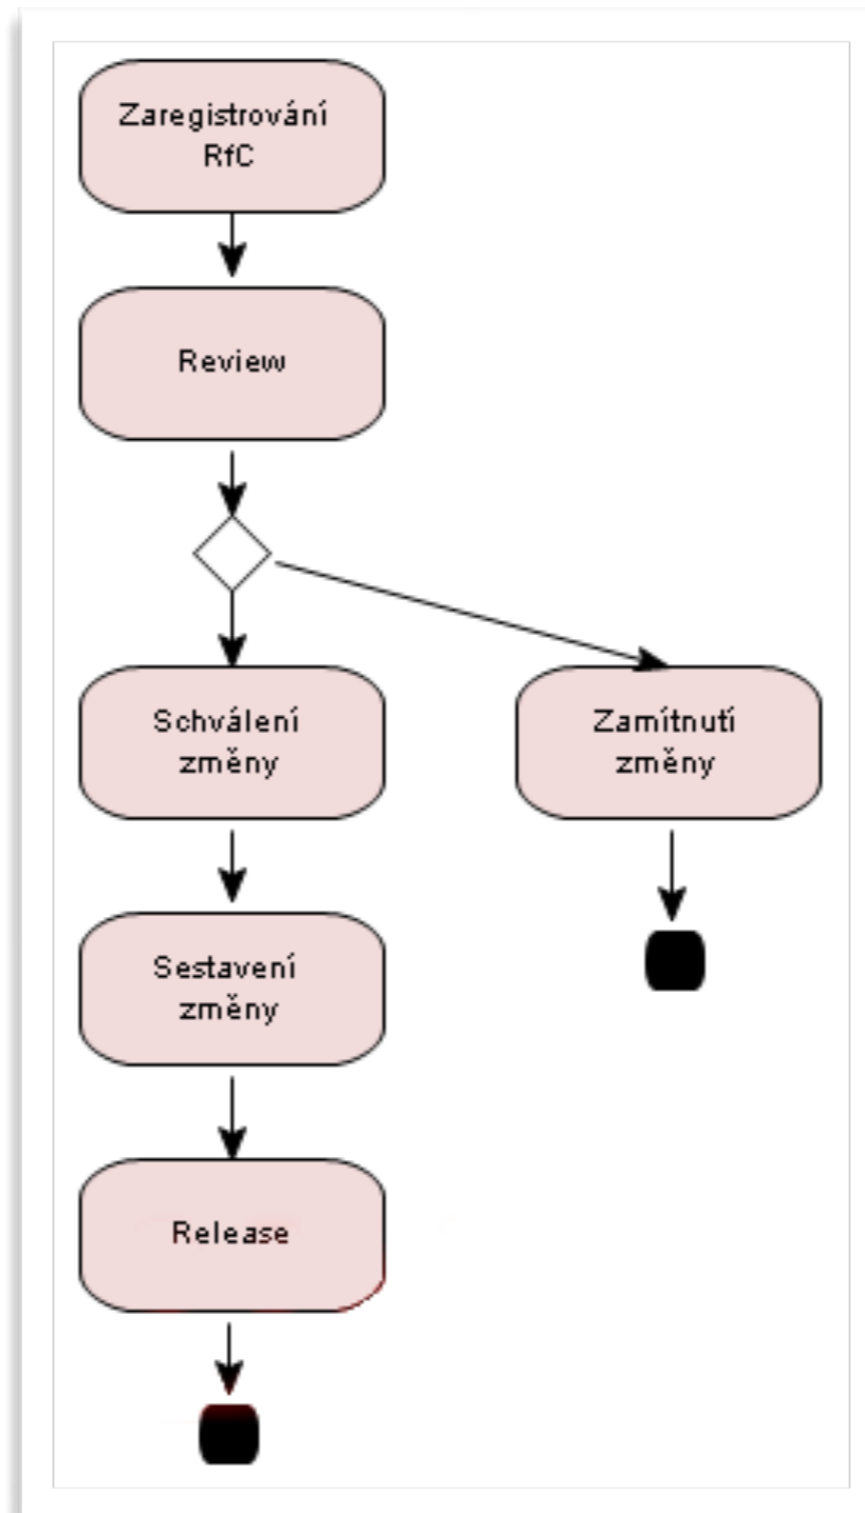 Zaregistrování
RfC
Review
Schválení
změny
Zamítnutí
změny
Sestavení
změny
Release